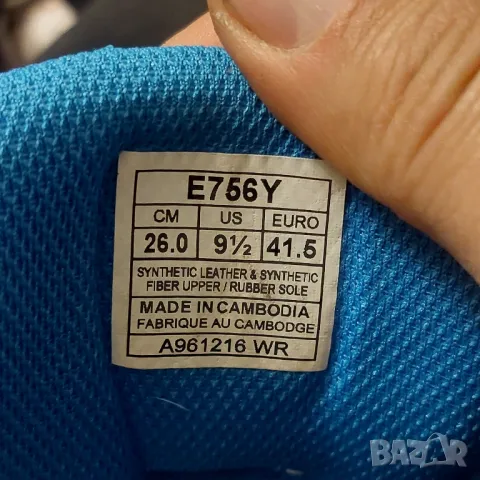 E756Y
CM US EURO
26.0 9½ 41.5
SYNTHETIC LEATHER & SYNTHETIC
FIBER UPPER / RUBBER SOLE
MADE IN CAMBODIA
FABRIQUE AU CAMBODGE
A961216 WR
BAZAR